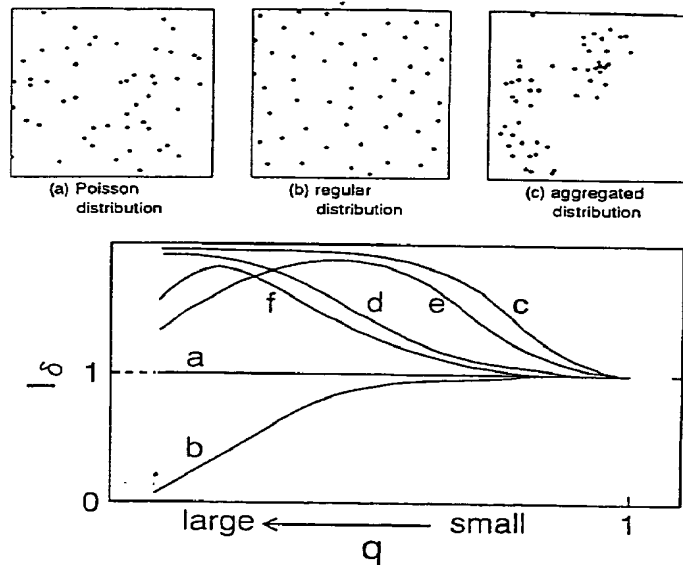 (a) Poisson
distribution
(b) regular
distribution
(c) aggregated
distribution
I δ
1
0
a
b
f
d
e
c
large ← small
1
q